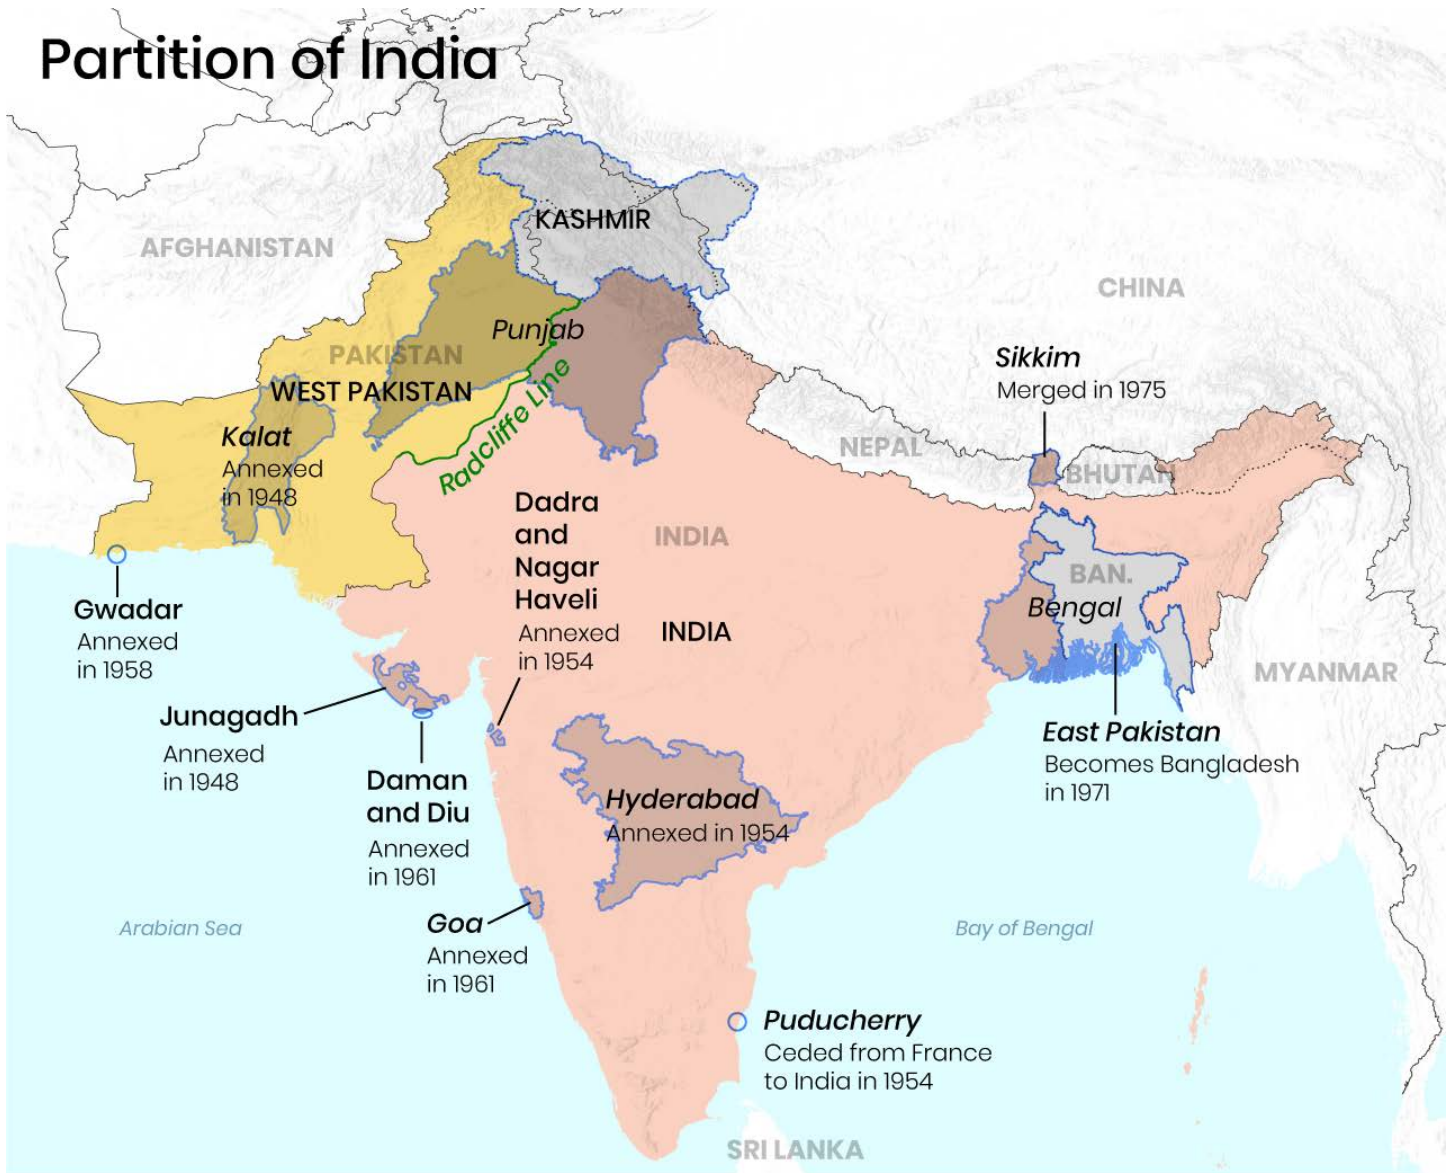 Partition of India
KASHMIR
AFGHANISTAN
CHINA
Punjab
PAKISTAN
WEST PAKISTAN
Radcliffe Line
Sikkim
Merged in 1975
Kalat
Annexed
in 1948
NEPAL
BHUTAN
Dadra
and
Nagar
Haveli
Annexed
in 1954
INDIA
INDIA
BAN.
Bengal
Gwadar
Annexed
in 1958
MYANMAR
Junagadh
Annexed
in 1948
East Pakistan
Becomes Bangladesh
in 1971
Daman
and Diu
Annexed
in 1961
Hyderabad
Annexed in 1954
Goa
Annexed
in 1961
Arabian Sea
Bay of Bengal
Puducherry
Ceded from France
to India in 1954
SRI LANKA